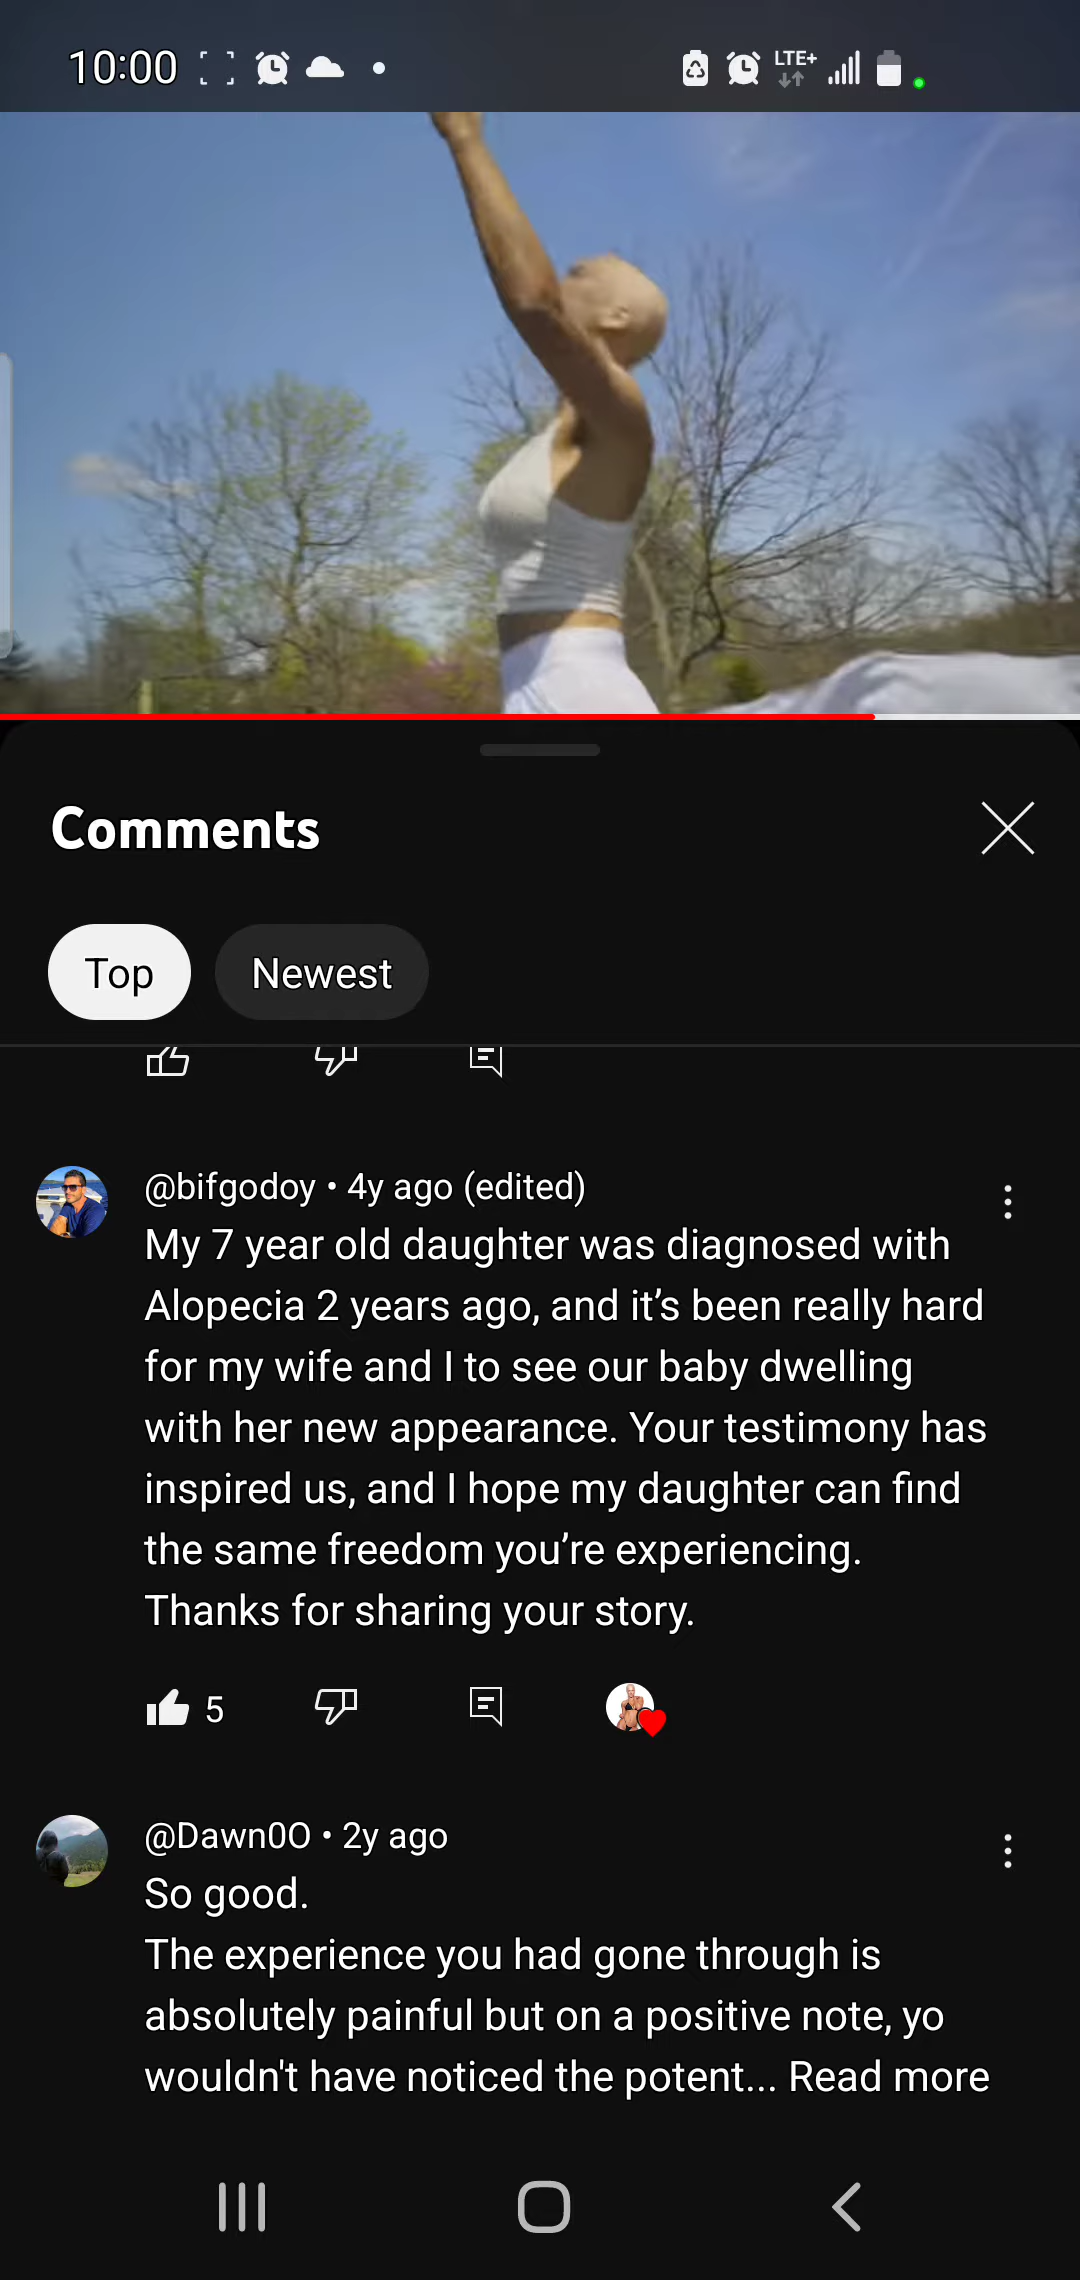 10:00
LTE+
Comments
Top
Newest
@bifgodoy • 4y ago (edited)
My 7 year old daughter was diagnosed with
Alopecia 2 years ago, and it’s been really hard
for my wife and I to see our baby dwelling
with her new appearance. Your testimony has
inspired us, and I hope my daughter can find
the same freedom you’re experiencing.
Thanks for sharing your story.
5
@Dawn0O • 2y ago
So good.
The experience you had gone through is
absolutely painful but on a positive note, yo
wouldn't have noticed the potent... Read more